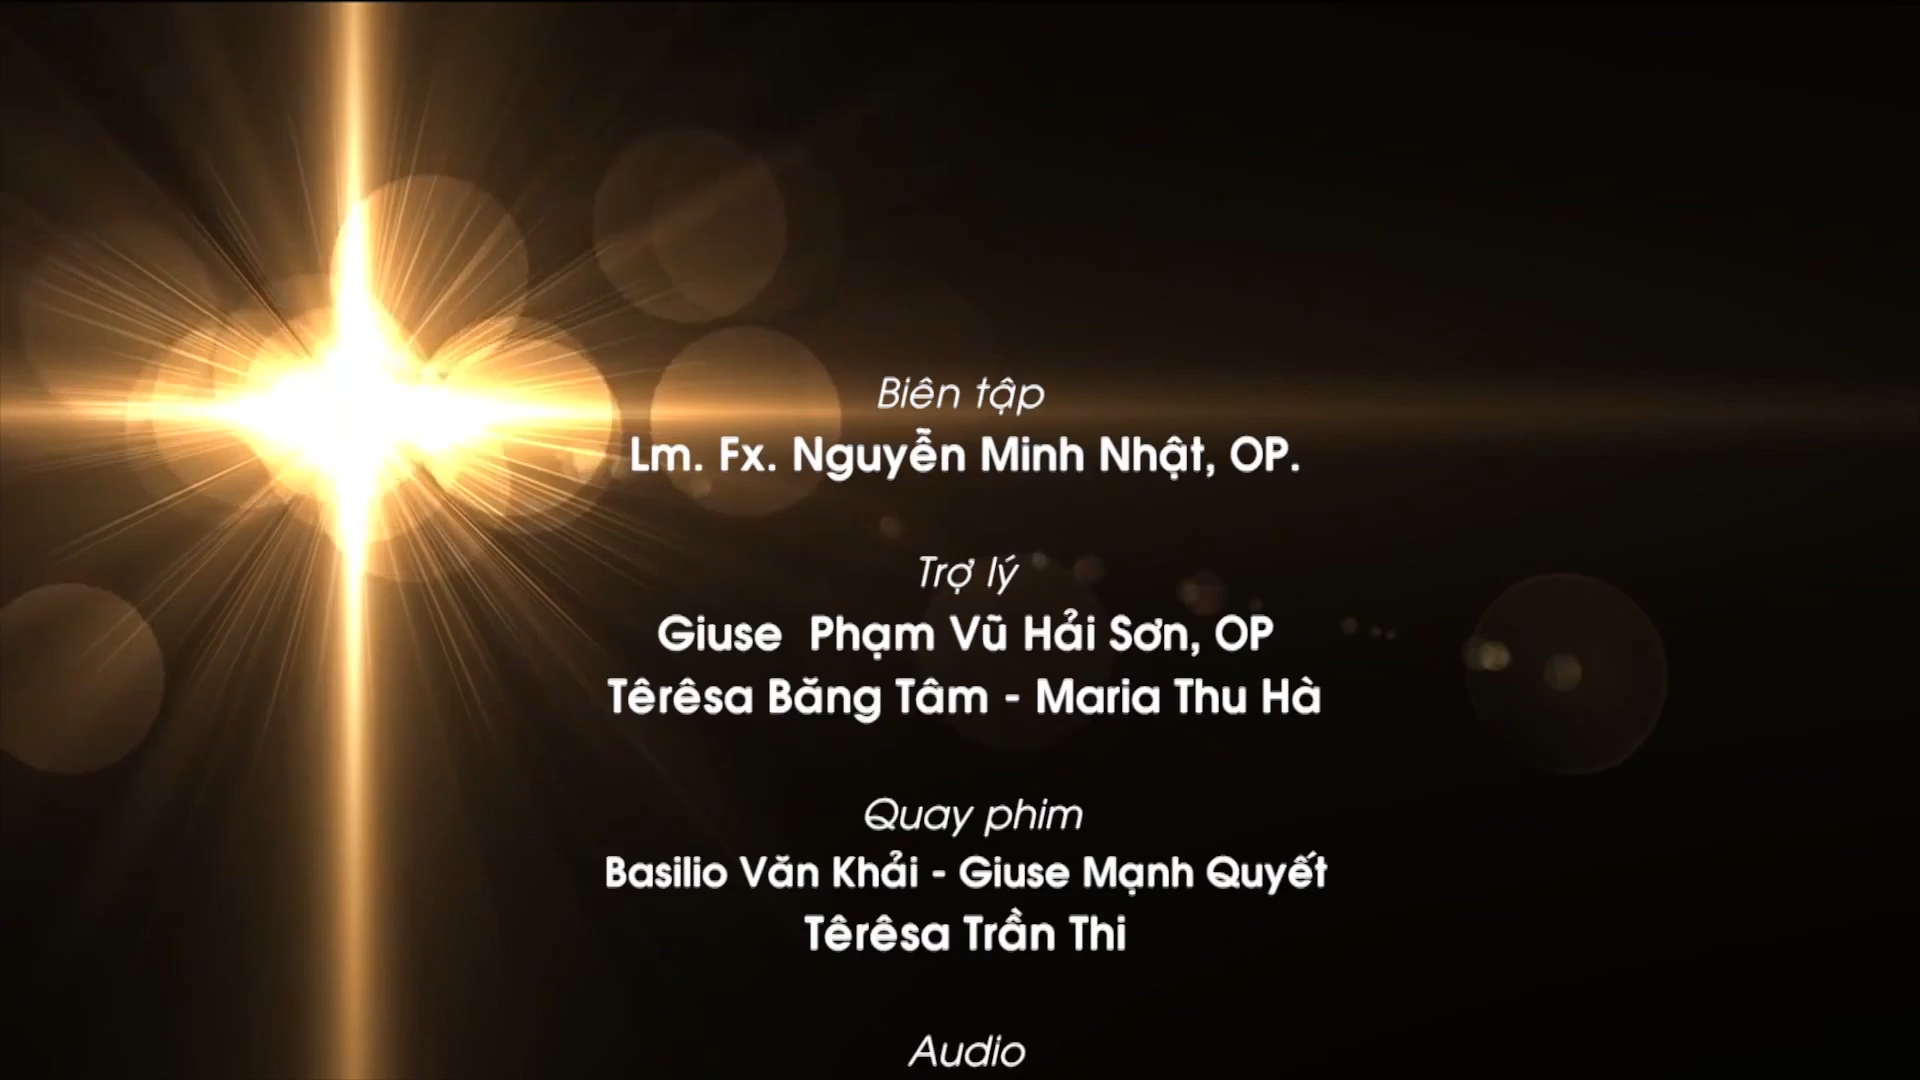 Biên tập
Lm. Fx. Nguyễn Minh Nhật, OP.
Trợ lý
Giuse  Phạm Vũ Hải Sơn, OP
Têrêsa Băng Tâm - Maria Thu Hà
Quay phim
Basilio Văn Khải - Giuse Mạnh Quyết
Têrêsa Trần Thi
Audio